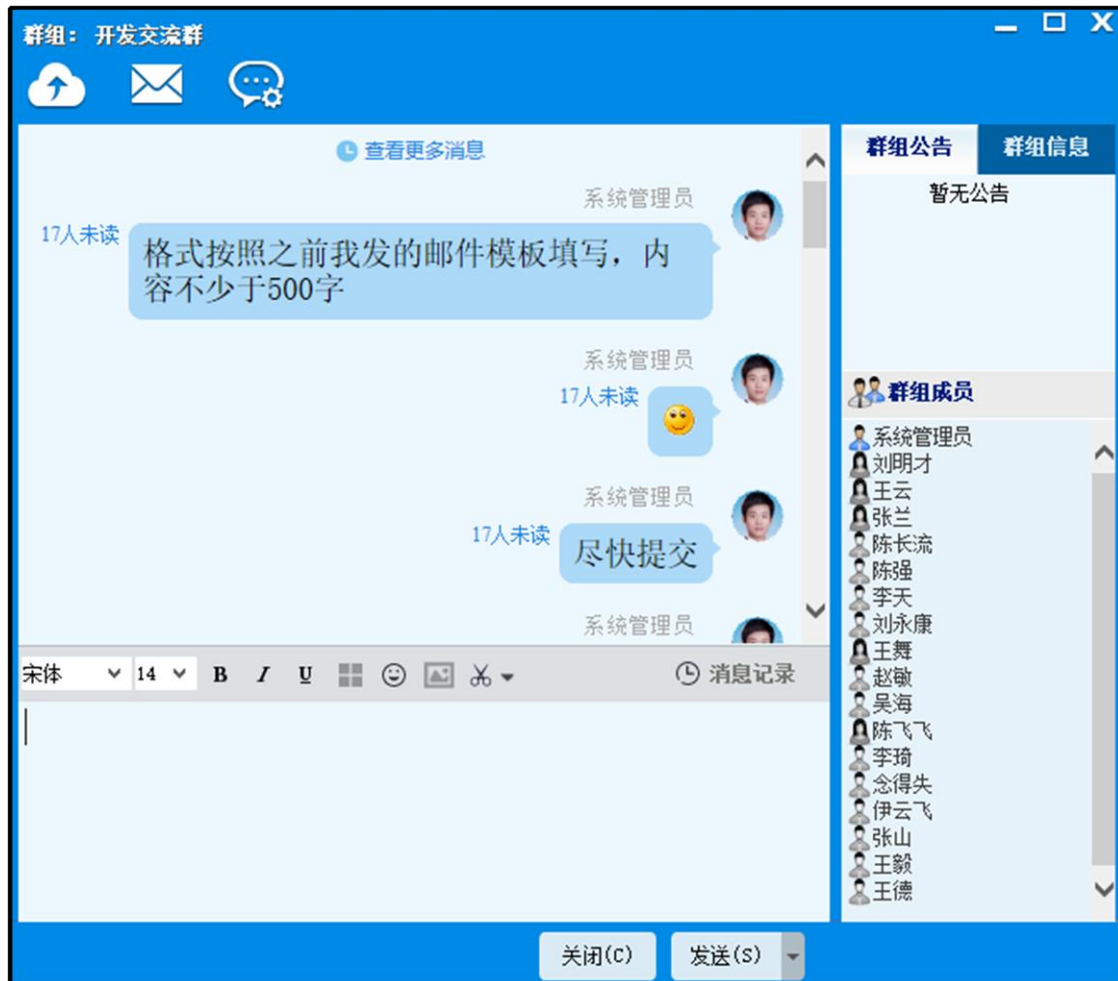 群组： 开发交流群
查看更多消息
系统管理员
17人未读
格式按照之前我发的邮件模板填写，内
容不少于500字
系统管理员
17人未读
系统管理员
17人未读
尽快提交
系统管理员
宋体
14
B I U
消息记录
关闭(C)
发送(S)
群组公告
群组信息
暂无公告
群组成员
系统管理员
刘明才
王云
张兰
陈长流
陈强
李天
刘永康
王舞
赵敏
吴海
陈飞飞
李琦
念得失
伊云飞
张山
王毅
王德